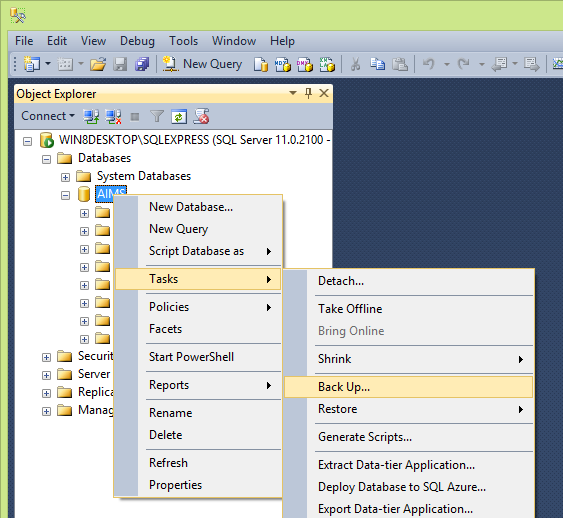 File Edit View Debug Tools Window Help
New Query
Object Explorer
Connect
WIN8DESKTOP\SQLEXPRESS (SQL Server 11.0.2100 -
Databases
System Databases
AIMS
New Database...
New Query
Script Database as
Tasks
Policies
Facets
Start PowerShell
Reports
Rename
Delete
Refresh
Properties
Detach...
Take Offline
Bring Online
Shrink
Back Up...
Restore
Generate Scripts...
Extract Data-tier Application...
Deploy Database to SQL Azure...
Export Data-tier Application...
Securit
Server
Replica
Manag